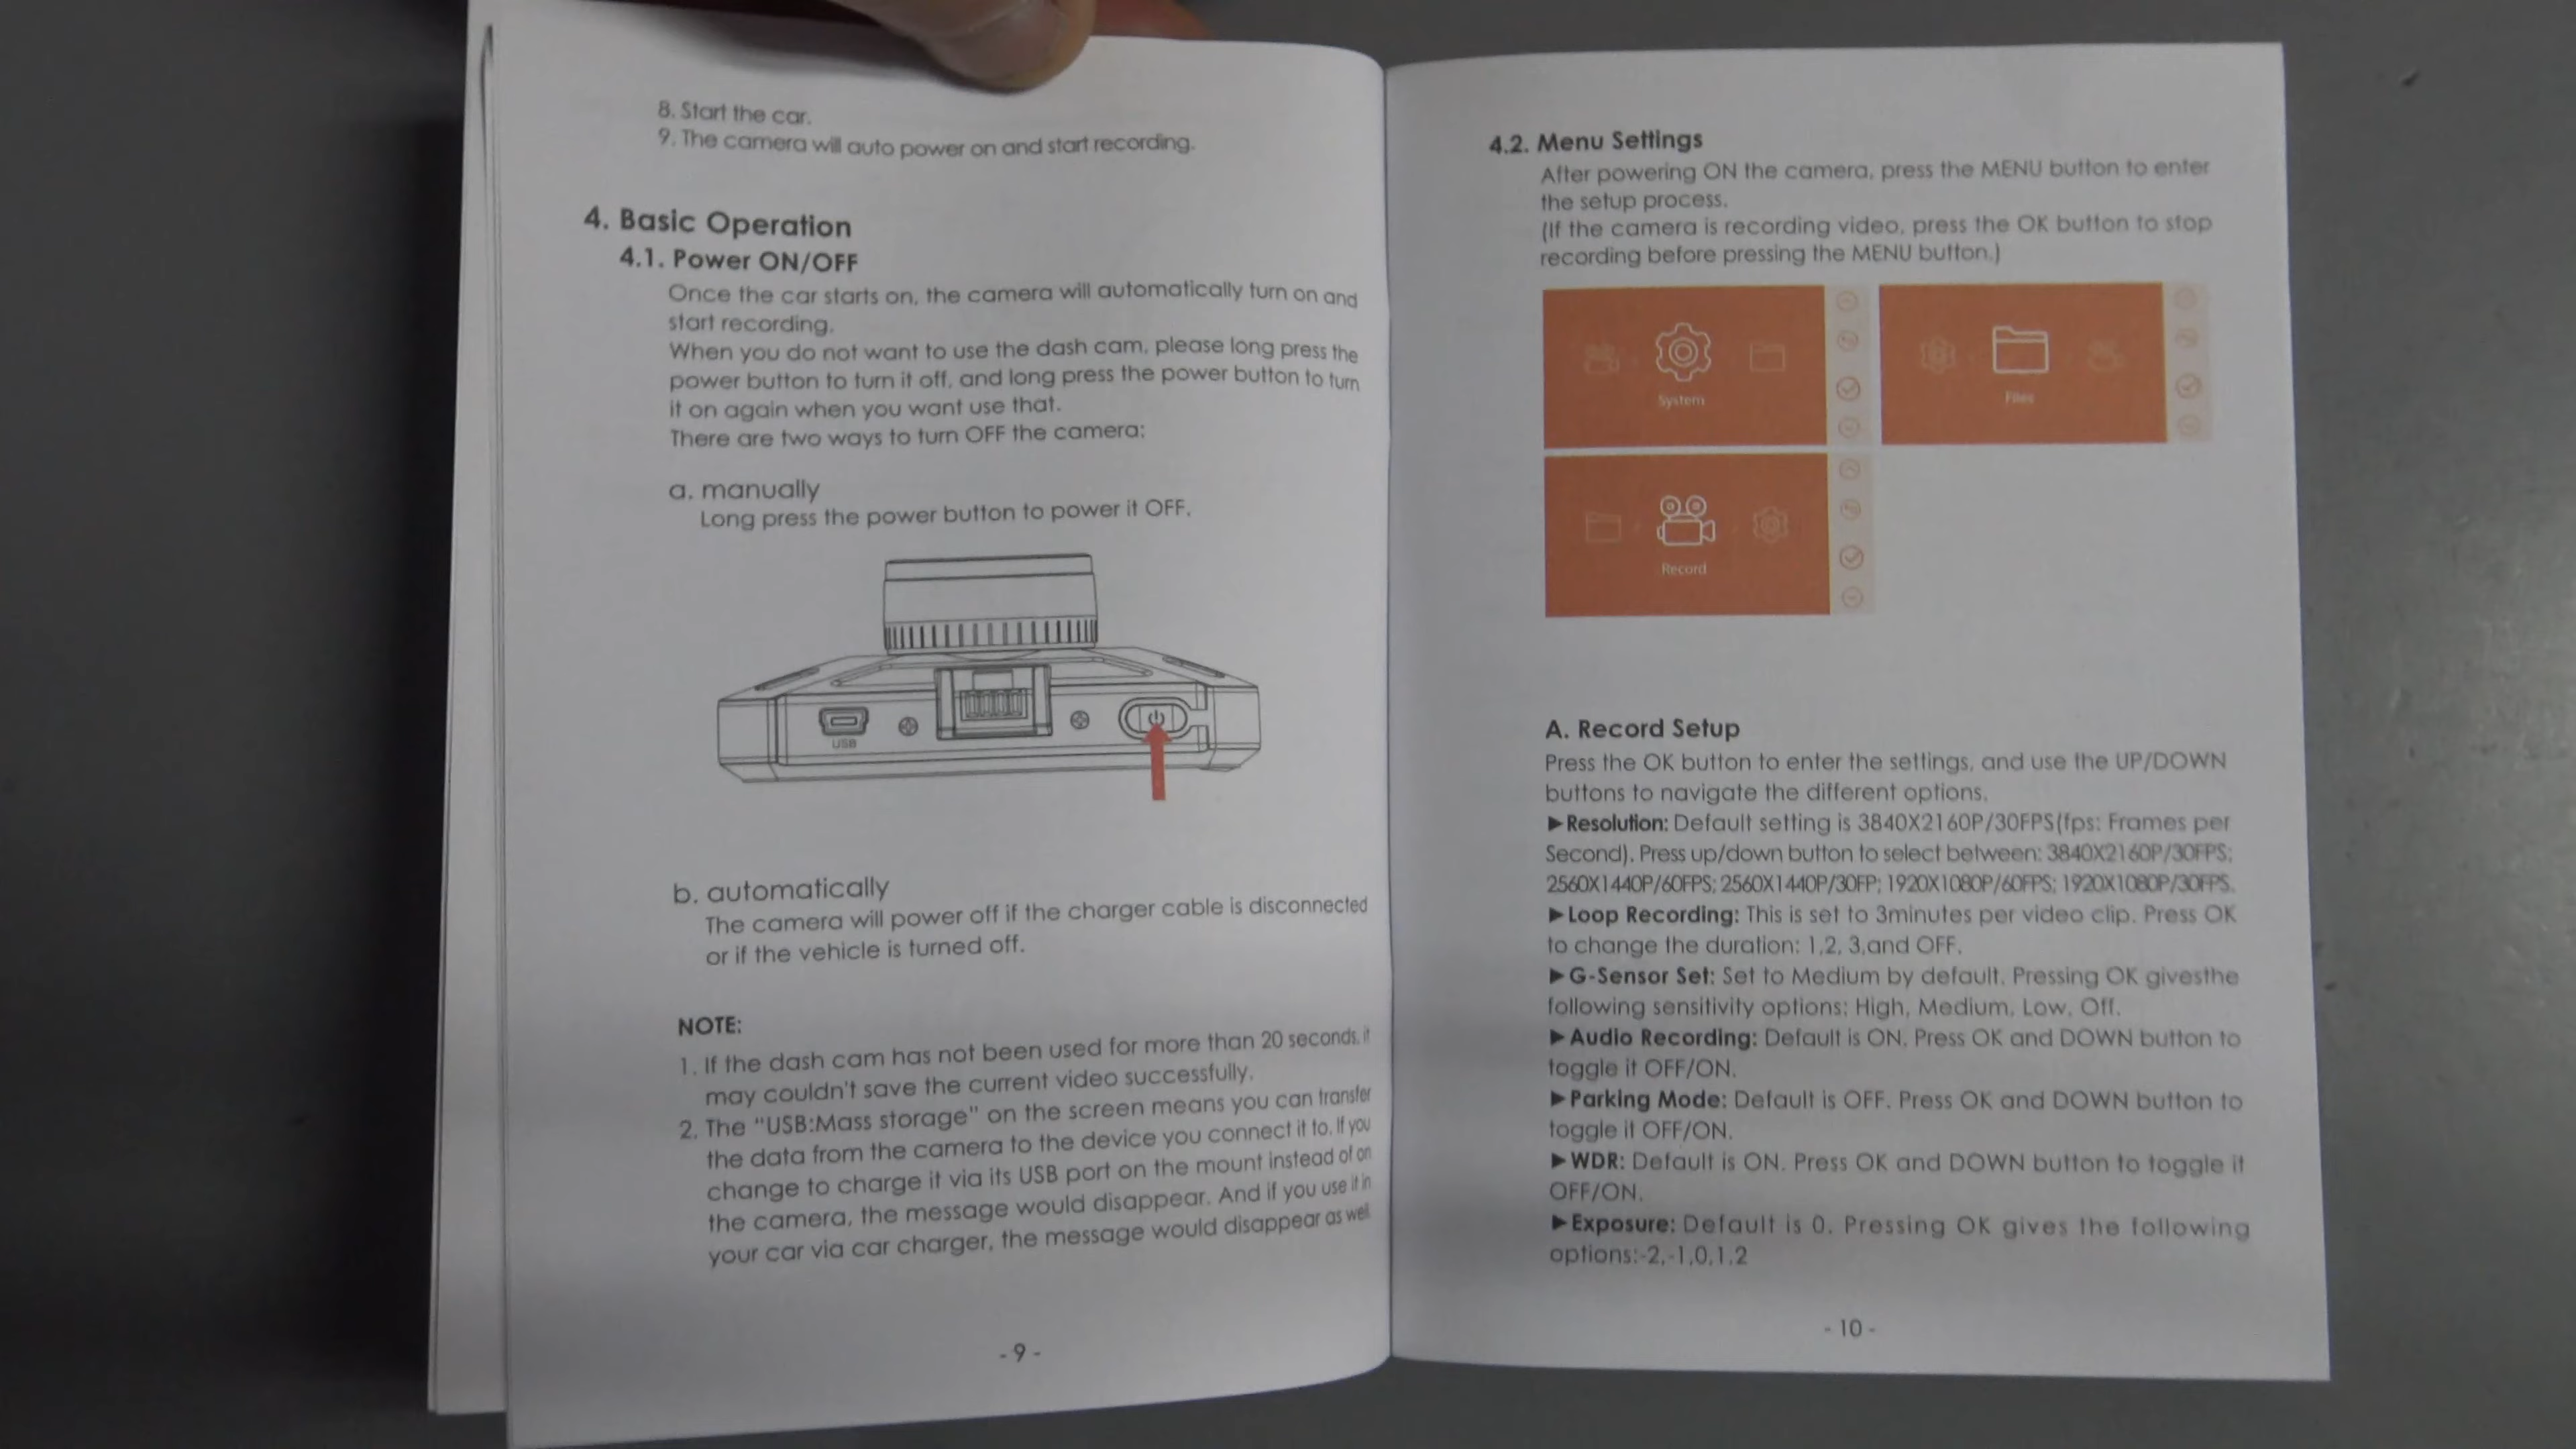 8. Start the car.
9. The camera will auto power on and start recording.
4. Basic Operation
4.1. Power ON/OFF
Once the car starts on, the camera will automatically turn on and
start recording.
When you do not want to use the dash cam, please long press the
power button to turn it off, and long press the power button to turn
it on again when you want use that.
There are two ways to turn OFF the camera:
a. manually
Long press the power button to power it OFF.
USB
b. automatically
The camera will power off if the charger cable is disconnected
or if the vehicle is turned off.
NOTE:
1. If the dash cam has not been used for more than 20 seconds, it
may couldn't save the current video successfully.
2. The "USB:Mass storage" on the screen means you can transfer
the data from the camera to the device you connect it to. If you
change to charge it via its USB port on the mount instead of on
the camera, the message would disappear. And if you use it in
your car via car charger, the message would disappear as well
- 9 -
4.2. Menu Settings
After powering ON the camera, press the MENU button to enter
the setup process.
(If the camera is recording video, press the OK button to stop
recording before pressing the MENU button.)
System
Files
Record
A. Record Setup
Press the OK button to enter the settings, and use the UP/DOWN
buttons to navigate the different options.
►Resolution: Default setting is 3840X2160P/30FPS(fps: Frames per
Second). Press up/down button to select between: 3840X2160P/30FPS;
2560X1440P/60FPS; 2560X1440P/30FP; 1920X1080P/60FPS; 1920X1080P/30FPS.
►Loop Recording: This is set to 3minutes per video clip. Press OK
to change the duration: 1,2, 3,and OFF.
►G-Sensor Set: Set to Medium by default. Pressing OK givesthe
following sensitivity options: High, Medium, Low, Off.
►Audio Recording: Default is ON. Press OK and DOWN button to
toggle it OFF/ON.
►Parking Mode: Default is OFF. Press OK and DOWN button to
toggle it OFF/ON.
►WDR: Default is ON. Press OK and DOWN button to toggle it
OFF/ON.
►Exposure: Default is 0. Pressing OK gives the following
options:-2,-1,0,1,2
- 10 -